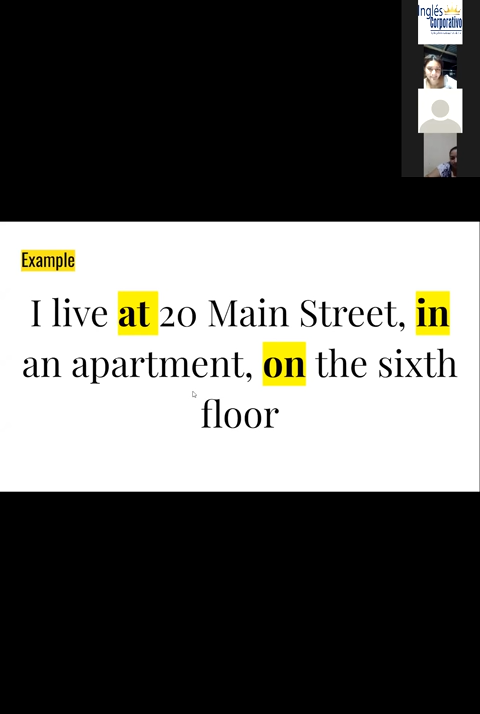 Inglés
Corporativo
Example
I live at 20 Main Street, in
an apartment, on the sixth
floor